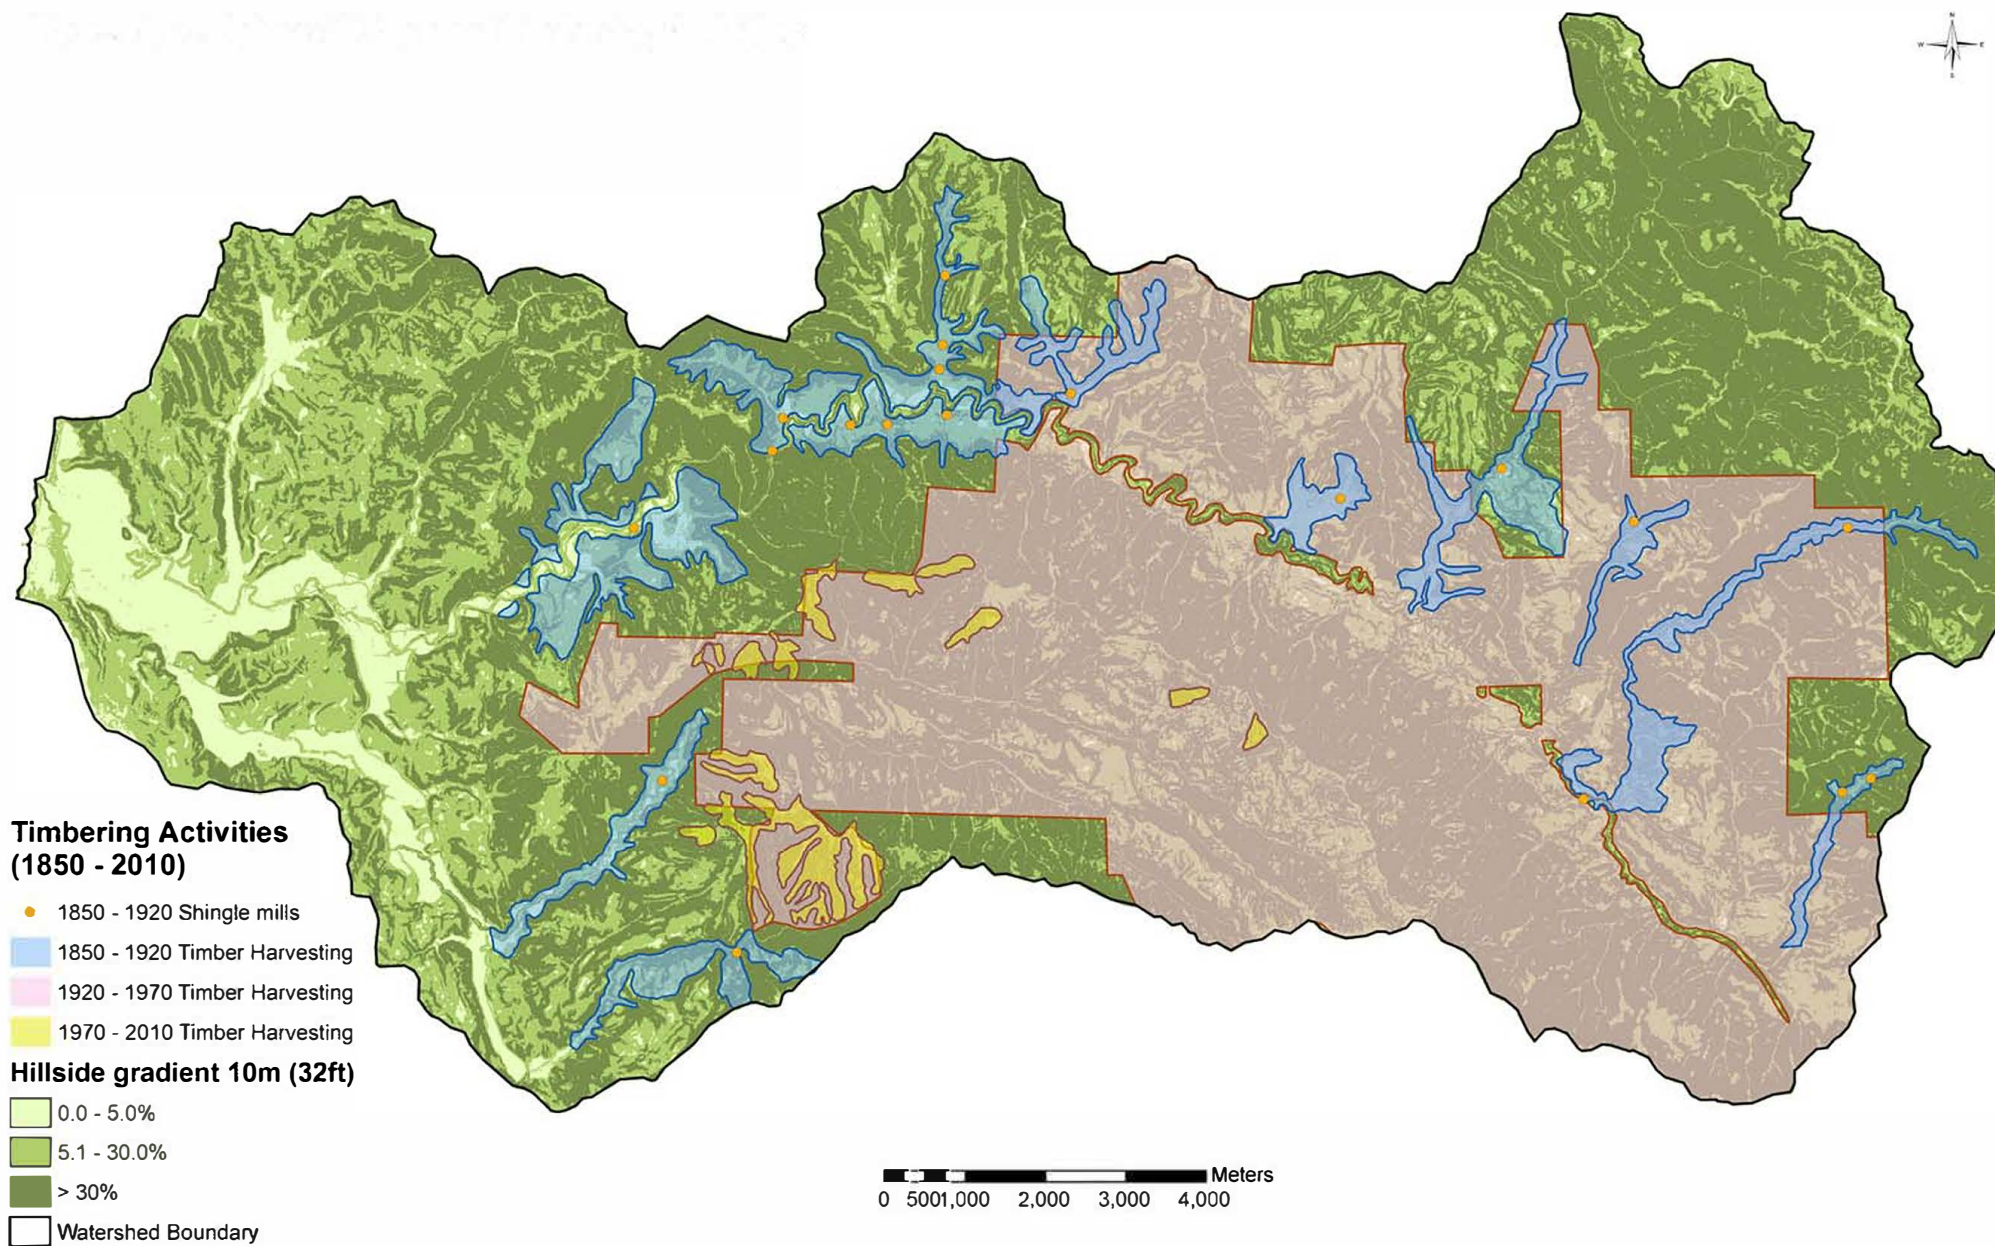 N
W E
S
Timbering Activities
(1850 - 2010)
1850 - 1920 Shingle mills
1850 - 1920 Timber Harvesting
1920 - 1970 Timber Harvesting
1970 - 2010 Timber Harvesting
Hillside gradient 10m (32ft)
0.0 - 5.0%
5.1 - 30.0%
> 30%
Watershed Boundary
Meters
0 500 1,000 2,000 3,000 4,000